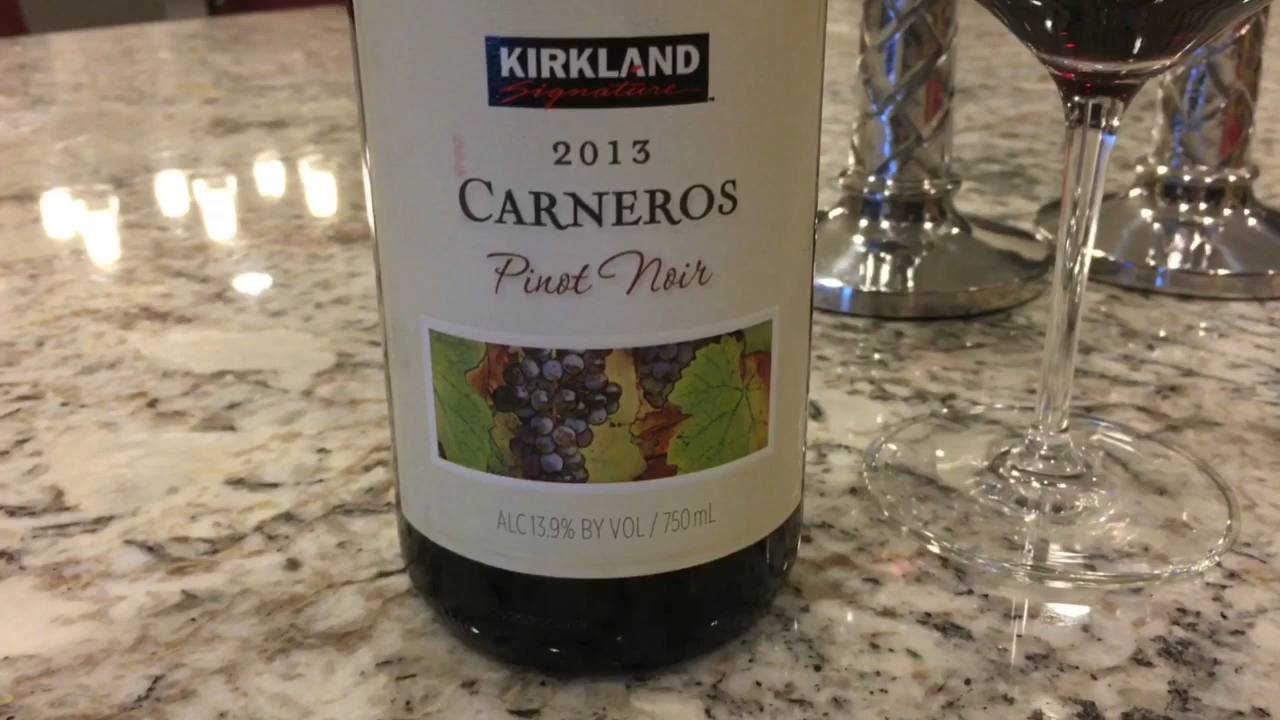 KIRKLAND
Signature
2013
CARNEROS
Pinot Noir
ALC 13.9% BY VOL / 750 mL